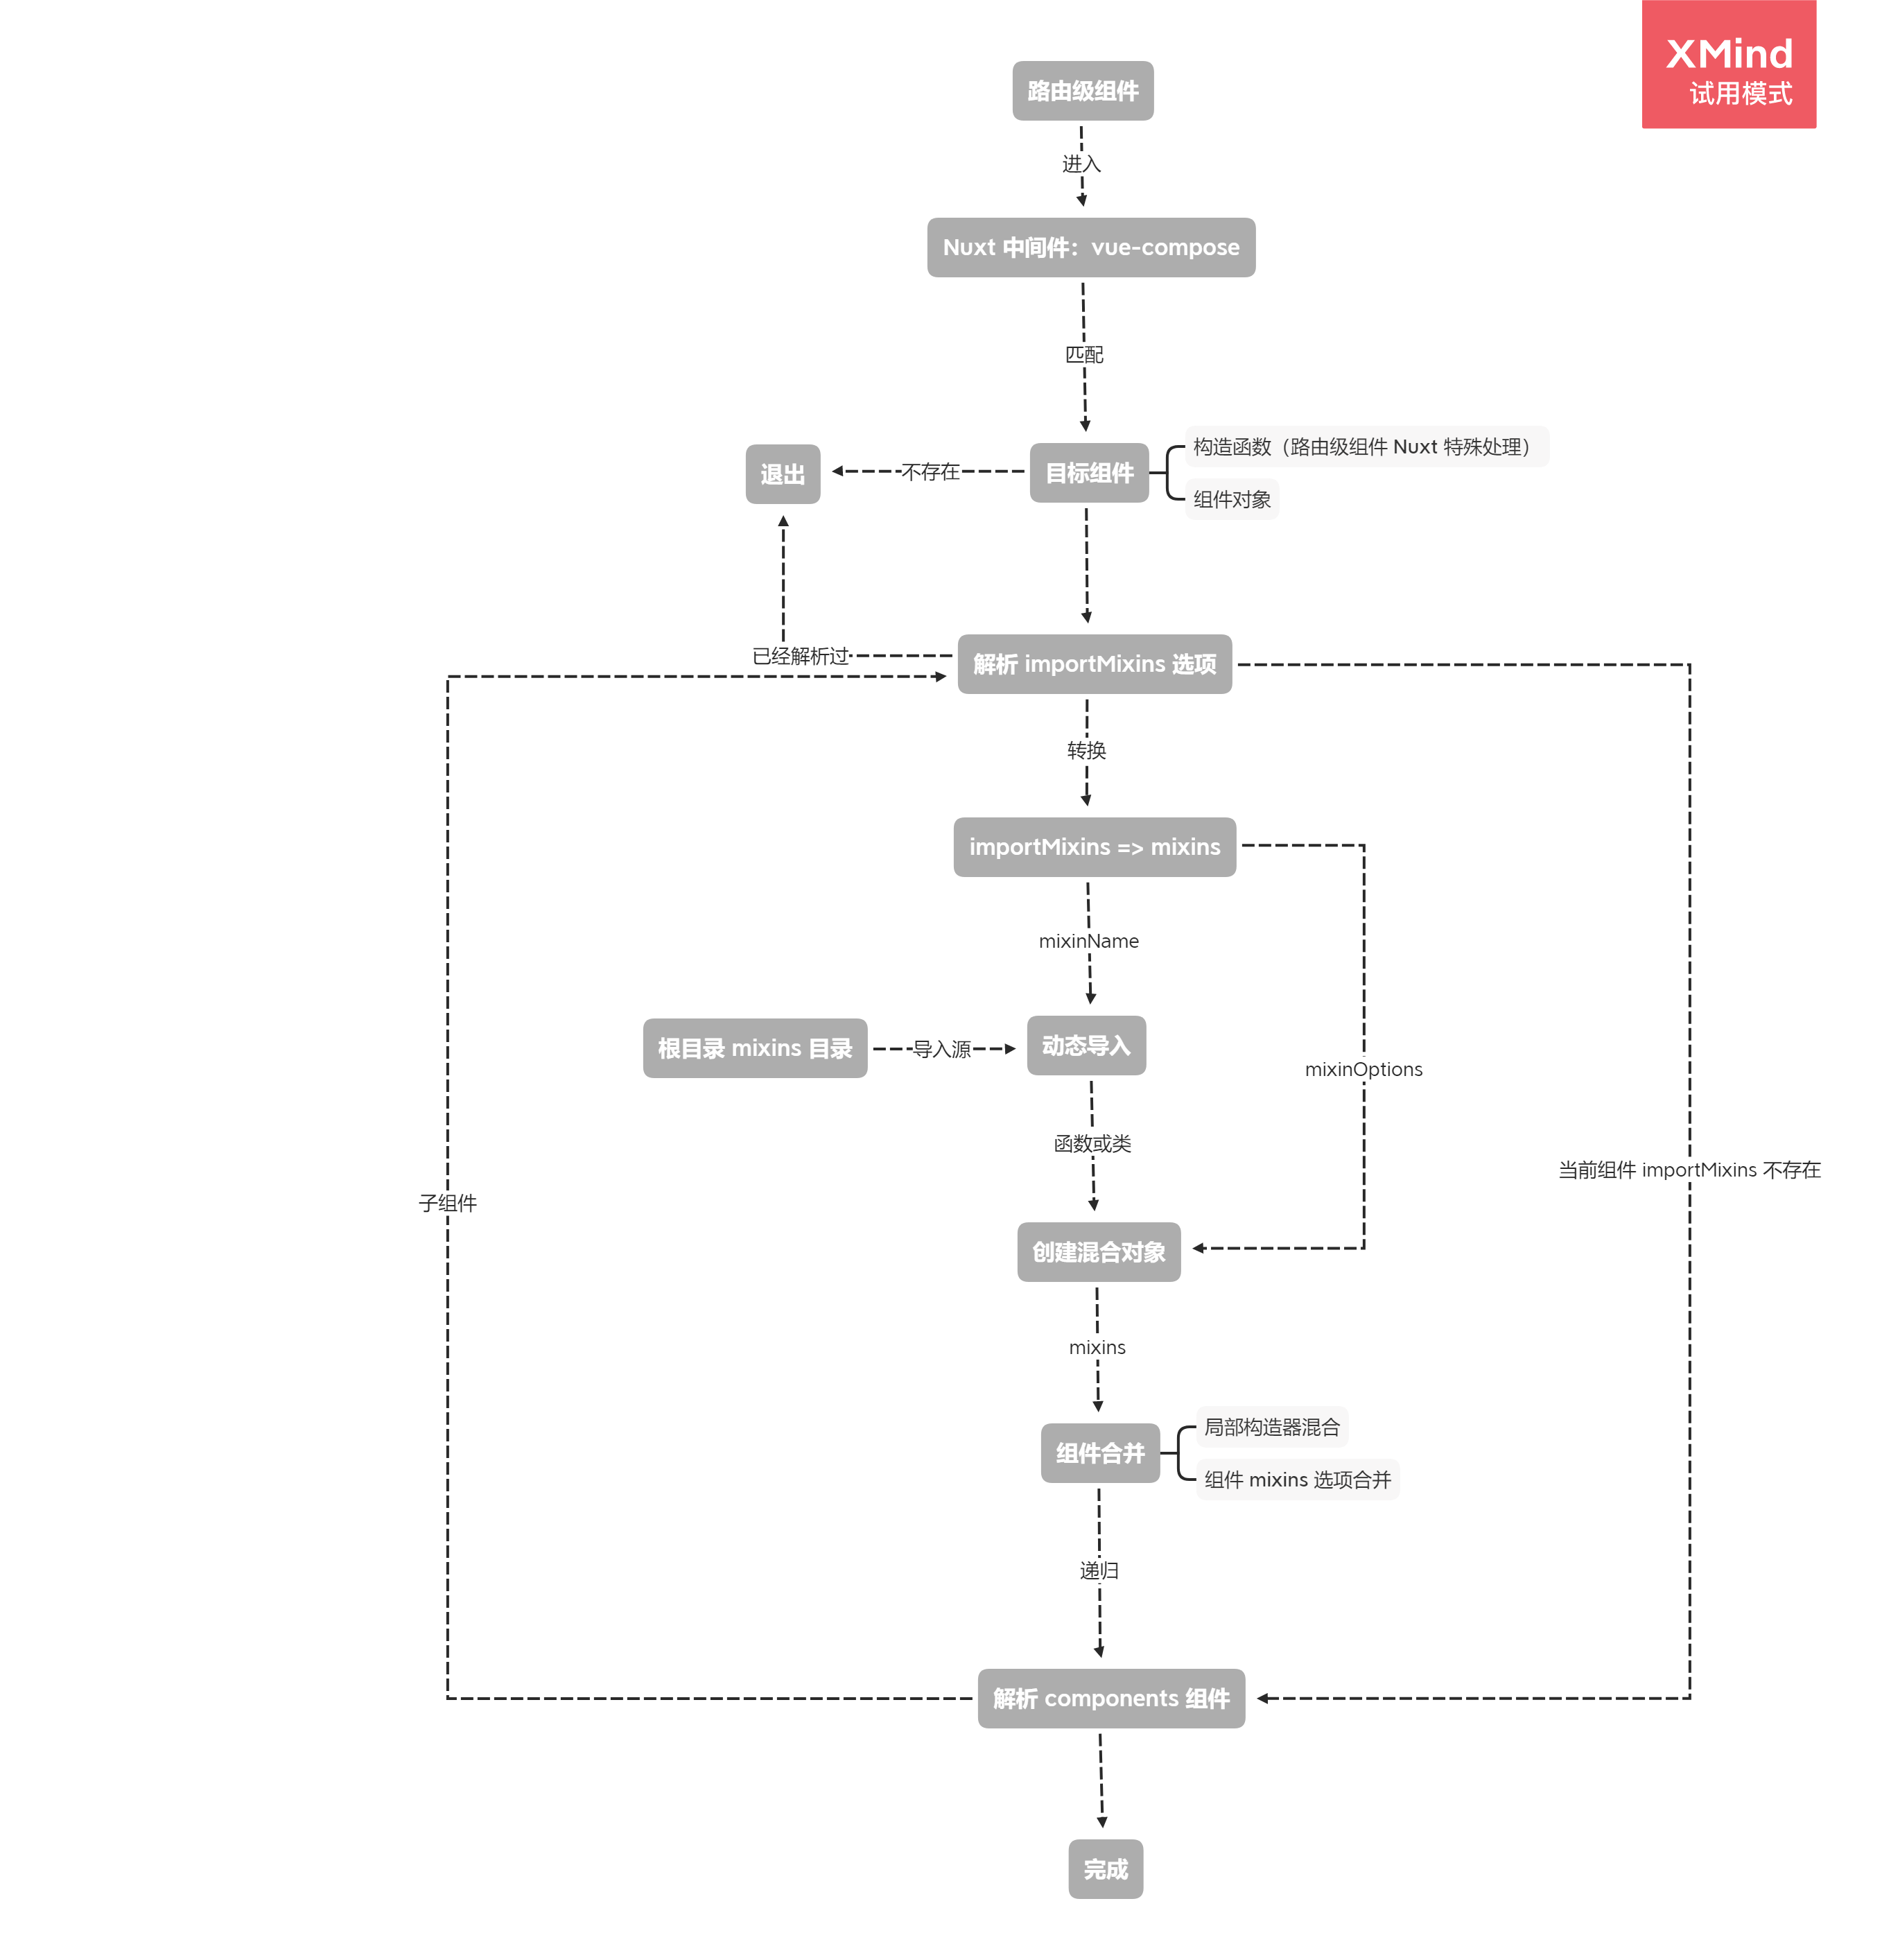 XMind
试用模式
路由级组件
进入
Nuxt 中间件：vue-compose
匹配
构造函数（路由级组件 Nuxt 特殊处理）
退出
不存在
目标组件
组件对象
已经解析过
解析 importMixins 选项
转换
importMixins => mixins
mixinName
根目录 mixins 目录
导入源
动态导入
mixinOptions
函数或类
当前组件 importMixins 不存在
子组件
创建混合对象
mixins
局部构造器混合
组件合并
组件 mixins 选项合并
递归
解析 components 组件
完成